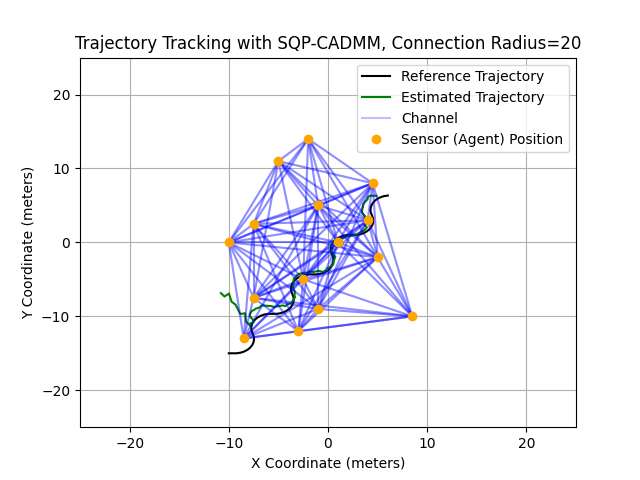 Trajectory Tracking with SQP-CADMM, Connection Radius=20
Reference Trajectory
Estimated Trajectory
Channel
Sensor (Agent) Position
Y Coordinate (meters)
20
10
0
−10
−20
−20 −10 0 10 20
X Coordinate (meters)